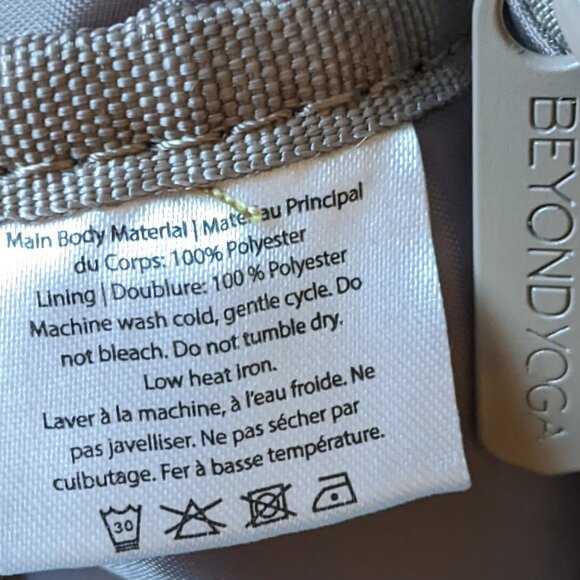 Main Body Material | Matériau Principal
du Corps: 100% Polyester
Lining | Doublure: 100 % Polyester
Machine wash cold, gentle cycle. Do
not bleach. Do not tumble dry.
Low heat iron.
Laver à la machine, à l'eau froide. Ne
pas javelliser. Ne pas sécher par
culbutage. Fer à basse température.
30
BEYOND YOGA